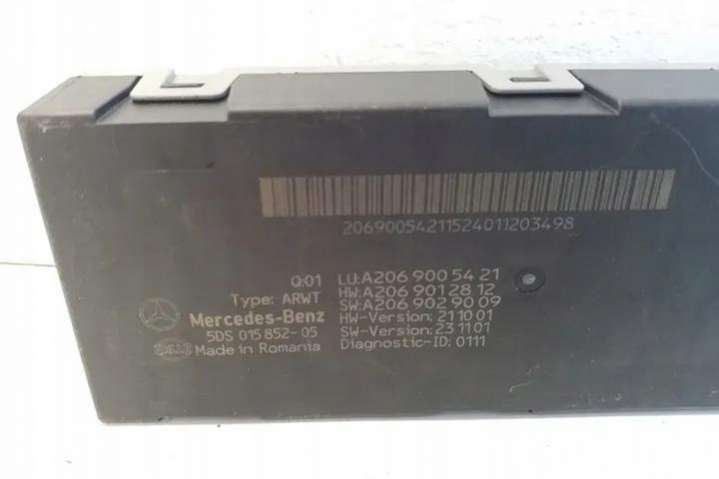 20690054211524011203498
Q:01 LU:A206 900 54 21
Type: ARWT HW:A206 901 28 12
SW:A206 902 90 09
Mercedes-Benz HW-Version: 21 10 01
5DS 015 852-05 SW-Version: 23 11 01
Made in Romania Diagnostic-ID: 0111